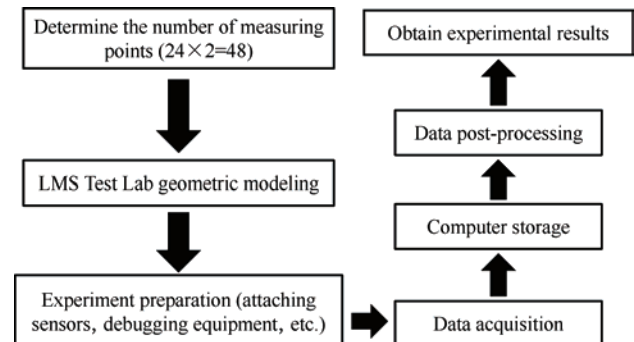 Determine the number of measuring
points (24×2=48)
LMS Test Lab geometric modeling
Experiment preparation (attaching
sensors, debugging equipment, etc.)
Data acquisition
Computer storage
Data post-processing
Obtain experimental results